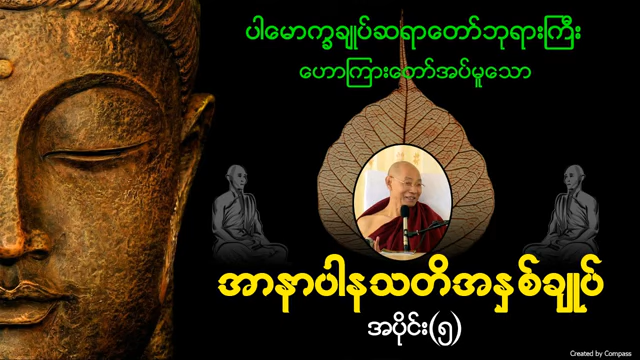 ပါမောက္ခချုပ်ဆရာတော်ဘုရားကြီး
ဟောကြားတော်အပ်မူသော
အာနာပါနသတိအနှစ်ချုပ်
အပိုင်း(၅)
Created by Compass